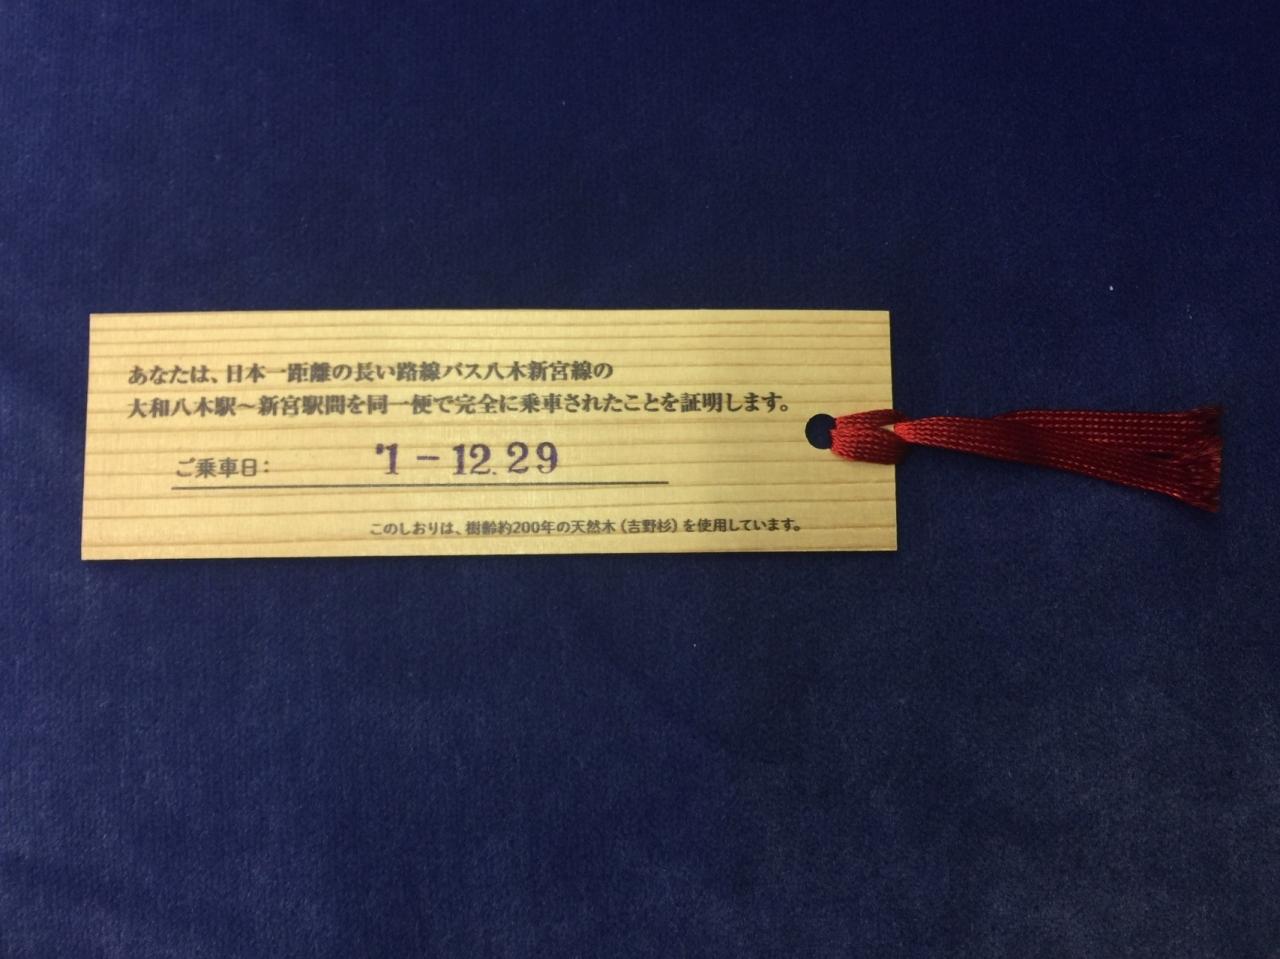 あなたは、日本一距離の長い路線バス八木新宮線の
大和八木駅～新宮駅間を同一便で完全に乗車されたことを証明します。
ご乗車日： '1－12.29
このしおりは、樹齢約200年の天然木（吉野杉）を使用しています。